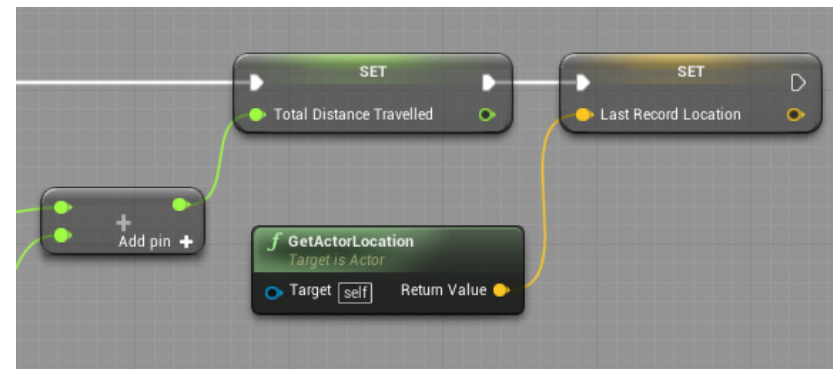 SET
Total Distance Travelled
SET
Last Record Location
Add pin
GetActorLocation
Target is Actor
Target self Return Value